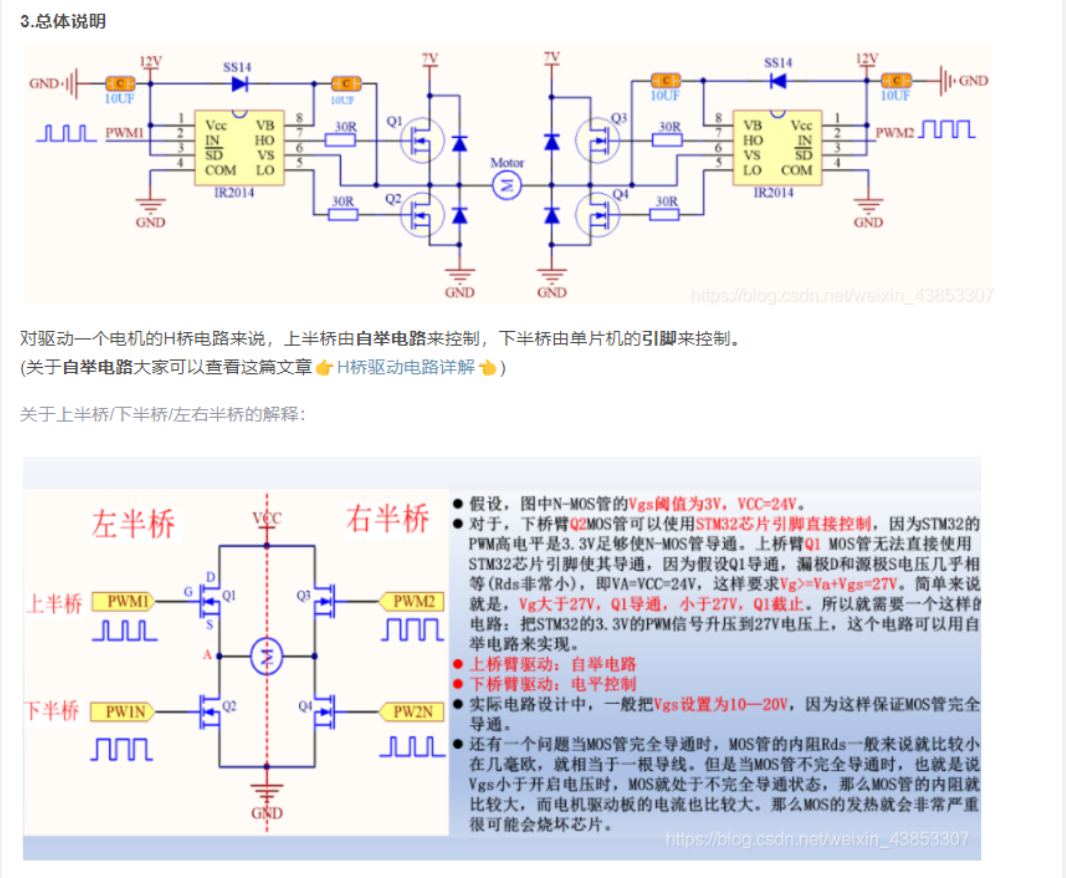 3.总体说明
12V SS14 7V 7V SS14 12V
GND C C C C GND
10UF 10UF 10UF 10UF
PWM1 1 Vcc VB 8 30R Q1 Q3 30R 8 VB Vcc 1 PWM2
2 IN HO 7 7 HO IN 2
3 SD VS 6 Motor 6 VS SD 3
4 COM LO 5 M 5 LO COM 4
IR2014 30R Q2 Q4 30R IR2014
GND GND
GND GND
https://blog.csdn.net/weixin_43853307
对驱动一个电机的H桥电路来说，上半桥由自举电路来控制，下半桥由单片机的引脚来控制。
(关于自举电路大家可以查看这篇文章👉H桥驱动电路详解👈)
关于上半桥/下半桥/左右半桥的解释：
左半桥 VCC 右半桥
上半桥 PWM1 G D Q1 Q3 PWM2
S
A M
下半桥 PW1N Q2 Q4 PW2N
GND
● 假设，图中N-MOS管的Vgs阈值为3V，VCC=24V。
● 对于，下桥臂Q2MOS管可以使用STM32芯片引脚直接控制，因为STM32的
PWM高电平是3.3V足够使N-MOS管导通。上桥臂Q1 MOS管无法直接使用
STM32芯片引脚使其导通，因为假设Q1导通，漏极D和源极S电压几乎相
等(Rds非常小)，即VA=VCC=24V，这样要求Vg>=Va+Vgs=27V。简单来说
就是，Vg大于27V，Q1导通，小于27V，Q1截止。所以就需要一个这样的
电路：把STM32的3.3V的PWM信号升压到27V电压上，这个电路可以用自
举电路来实现。
● 上桥臂驱动：自举电路
● 下桥臂驱动：电平控制
● 实际电路设计中，一般把Vgs设置为10—20V，因为这样保证MOS管完全
导通。
● 还有一个问题当MOS管完全导通时，MOS管的内阻Rds一般来说就比较小
在几毫欧，就相当于一根导线。但是当MOS管不完全导通时，也就是说
Vgs小于开启电压时，MOS就处于不完全导通状态，那么MOS管的内阻就
比较大，而电机驱动板的电流也比较大。那么MOS的发热就会非常严重
很可能会烧坏芯片。
https://blog.csdn.net/weixin_43853307